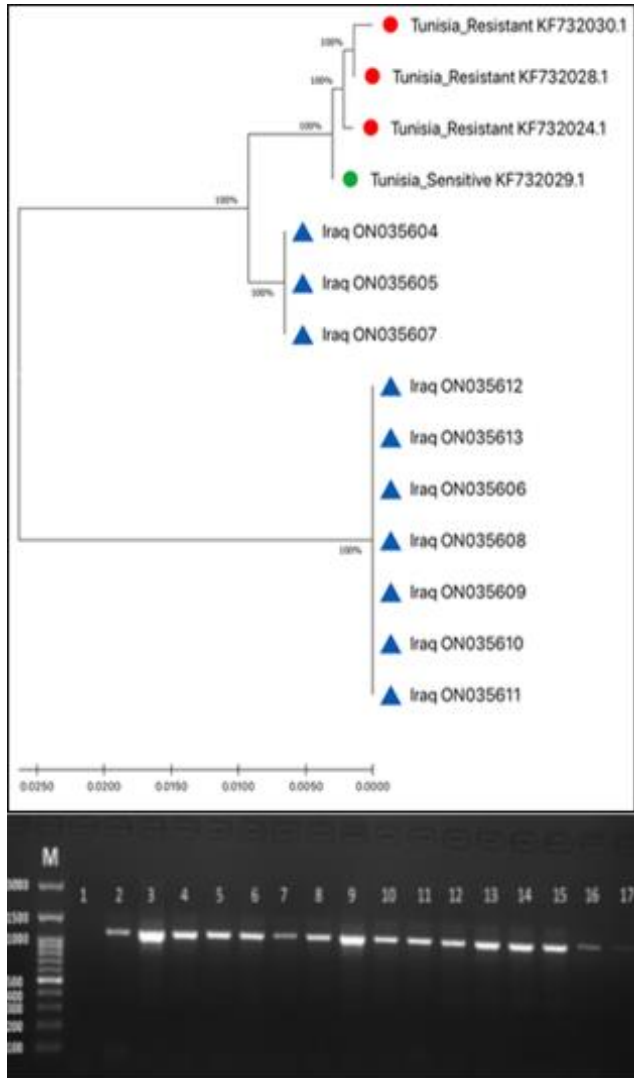 100%
Tunisia_Resistant KF732030.1
100%
Tunisia_Resistant KF732028.1
100%
Tunisia_Resistant KF732024.1
100%
Tunisia_Sensitive KF732029.1
100%
Iraq ON035604
Iraq ON035605
100%
Iraq ON035607
Iraq ON035612
Iraq ON035613
Iraq ON035606
Iraq ON035608
100%
Iraq ON035609
Iraq ON035610
Iraq ON035611
0.0250 0.0200 0.0150 0.0100 0.0050 0.0000
M
1 2 3 4 5 6 7 8 9 10 11 12 13 14 15 16 17
1500
1000